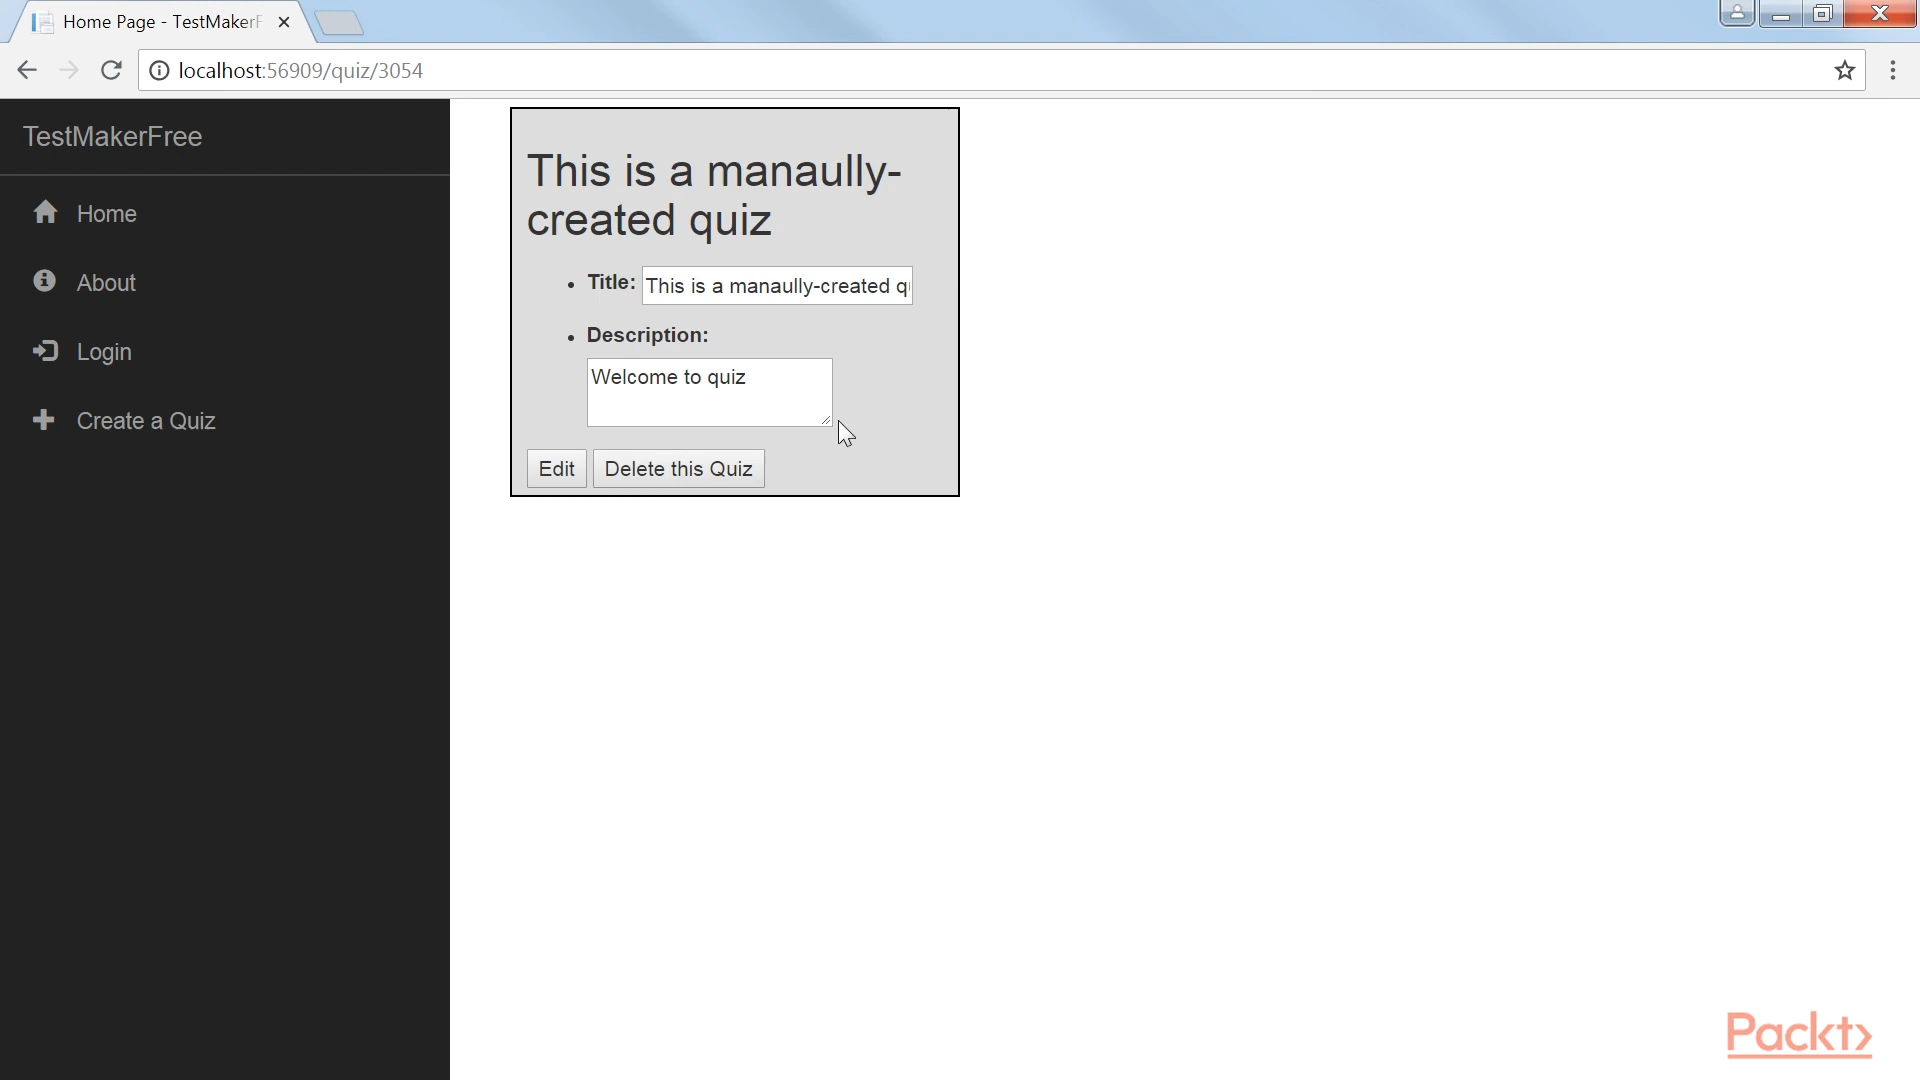 Home Page - TestMakerF
localhost:56909/quiz/3054
TestMakerFree
Home
About
Login
Create a Quiz
This is a manaully-
created quiz
Title: This is a manaully-created q
Description:
Welcome to quiz
Edit Delete this Quiz
Packt